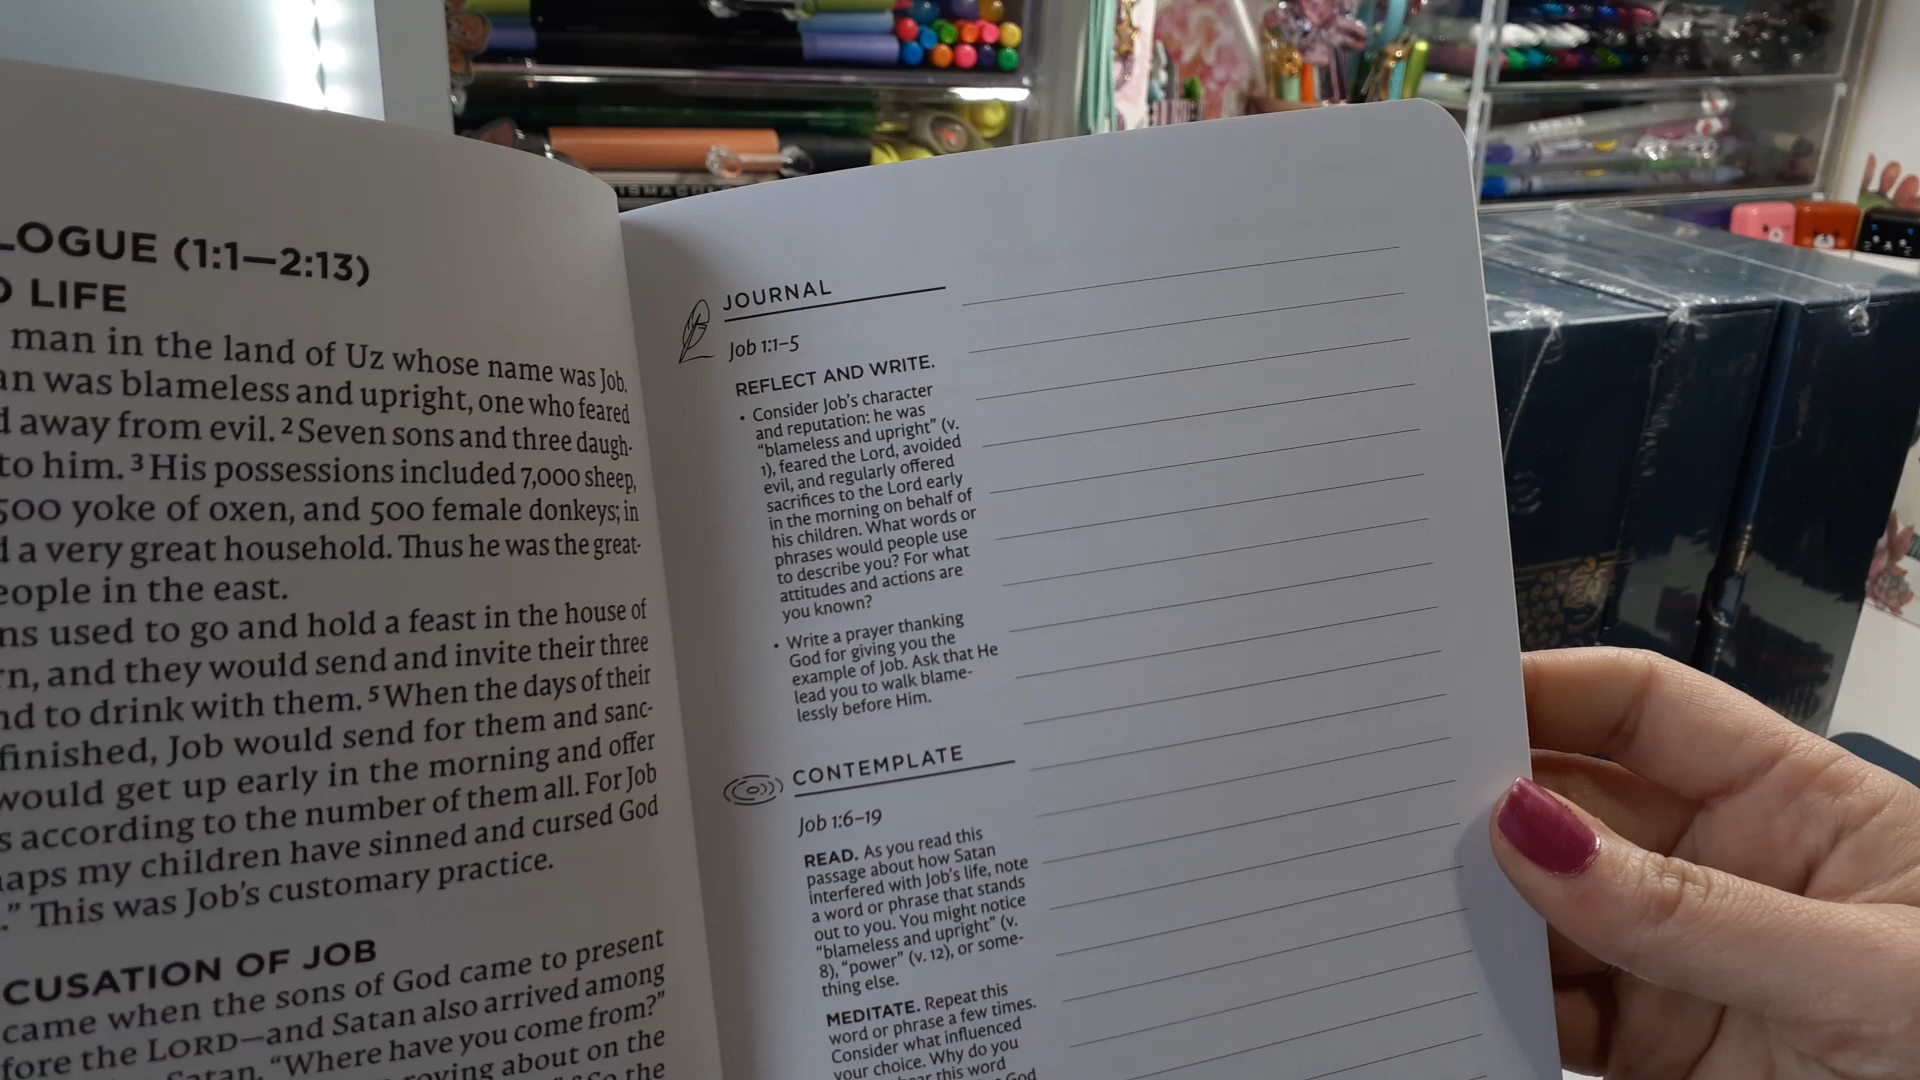 LOGUE (1:1—2:13)
LIFE
man in the land of Uz whose name was Job.
an was blameless and upright, one who feared
d away from evil. 2 Seven sons and three daugh-
to him. 3 His possessions included 7,000 sheep,
500 yoke of oxen, and 500 female donkeys; in
d a very great household. Thus he was the great-
eople in the east.
ns used to go and hold a feast in the house of
rn, and they would send and invite their three
nd to drink with them. 5 When the days of their
finished, Job would send for them and sanc-
would get up early in the morning and offer
s according to the number of them all. For Job
haps my children have sinned and cursed God
.” This was Job’s customary practice.
CUSATION OF JOB
came when the sons of God came to present
fore the LORD—and Satan also arrived among
Satan, “Where have you come from?”
roving about on the
So the
JOURNAL
Job 1:1–5
REFLECT AND WRITE.
• Consider Job’s character
and reputation: he was
“blameless and upright” (v.
1), feared the Lord, avoided
evil, and regularly offered
sacrifices to the Lord early
in the morning on behalf of
his children. What words or
phrases would people use
to describe you? For what
attitudes and actions are
you known?
• Write a prayer thanking
God for giving you the
example of Job. Ask that He
lead you to walk blame-
lessly before Him.
CONTEMPLATE
Job 1:6–19
READ. As you read this
passage about how Satan
interfered with Job’s life, note
a word or phrase that stands
out to you. You might notice
“blameless and upright” (v.
8), “power” (v. 12), or some-
thing else.
MEDITATE. Repeat this
word or phrase a few times.
Consider what influenced
your choice. Why do you
this word
God